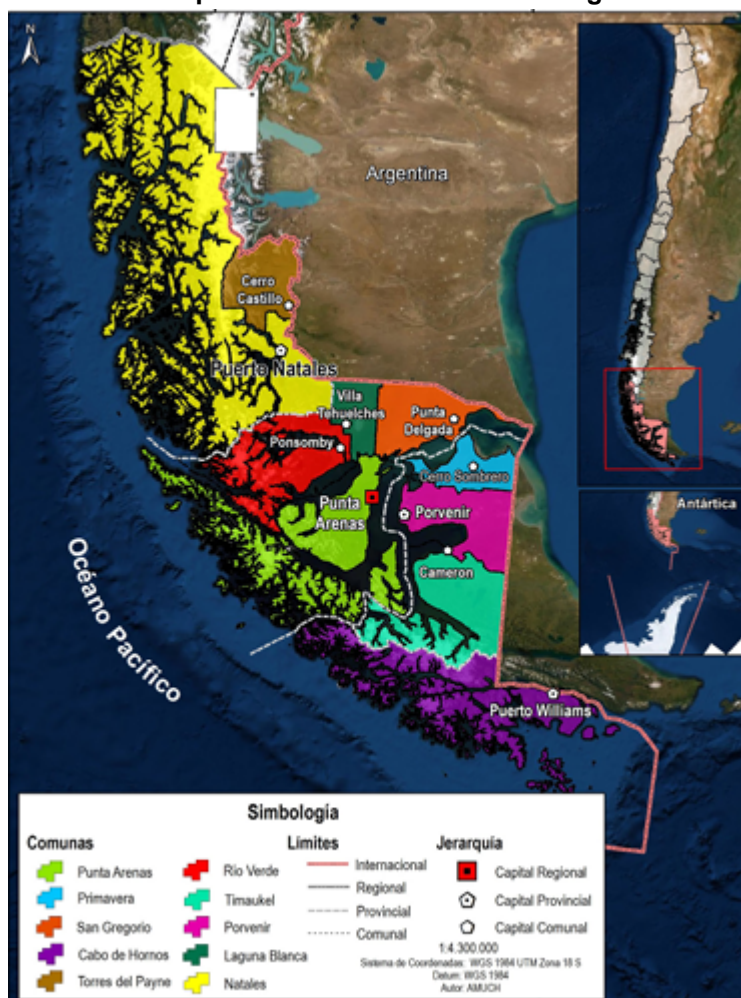 N
Argentina
Cerro
Castillo
Puerto Natales
Villa
Tehuelches
Punta
Delgada
Ponsomby
Cerro Sombrero
Punta
Arenas
Porvenir
Cameron
Océano Pacífico
Puerto Williams
Antártica
Simbología
Comunas
Punta Arenas
Primavera
San Gregorio
Cabo de Hornos
Torres del Payne
Río Verde
Timaukel
Porvenir
Laguna Blanca
Natales
Limites
Internacional
Regional
Provincial
Comunal
Jerarquía
Capital Regional
Capital Provincial
Capital Comunal
1:4.300.000
Sistema de Coordenadas: WGS 1984 UTM Zona 18 S
Datum: WGS 1984
Autor: AMUCH